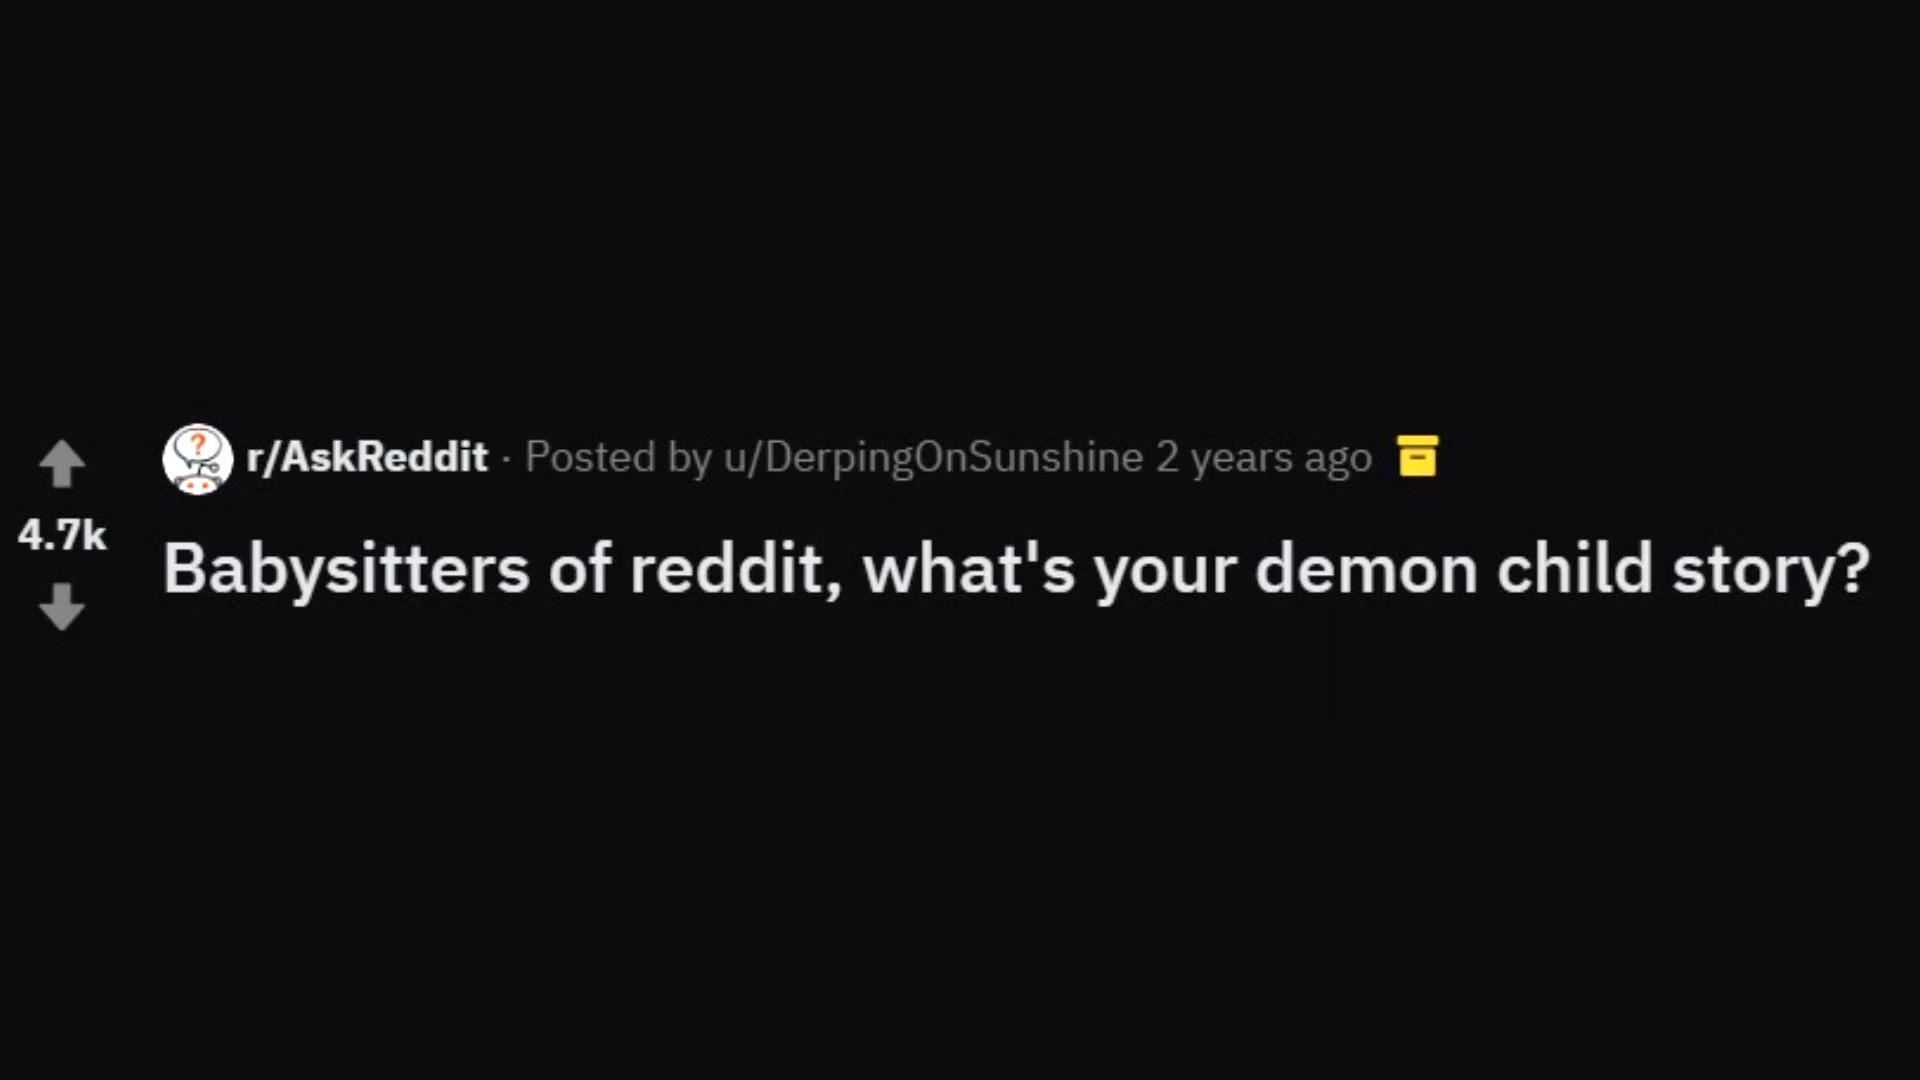 r/AskReddit · Posted by u/DerpingOnSunshine 2 years ago
4.7k
Babysitters of reddit, what's your demon child story?